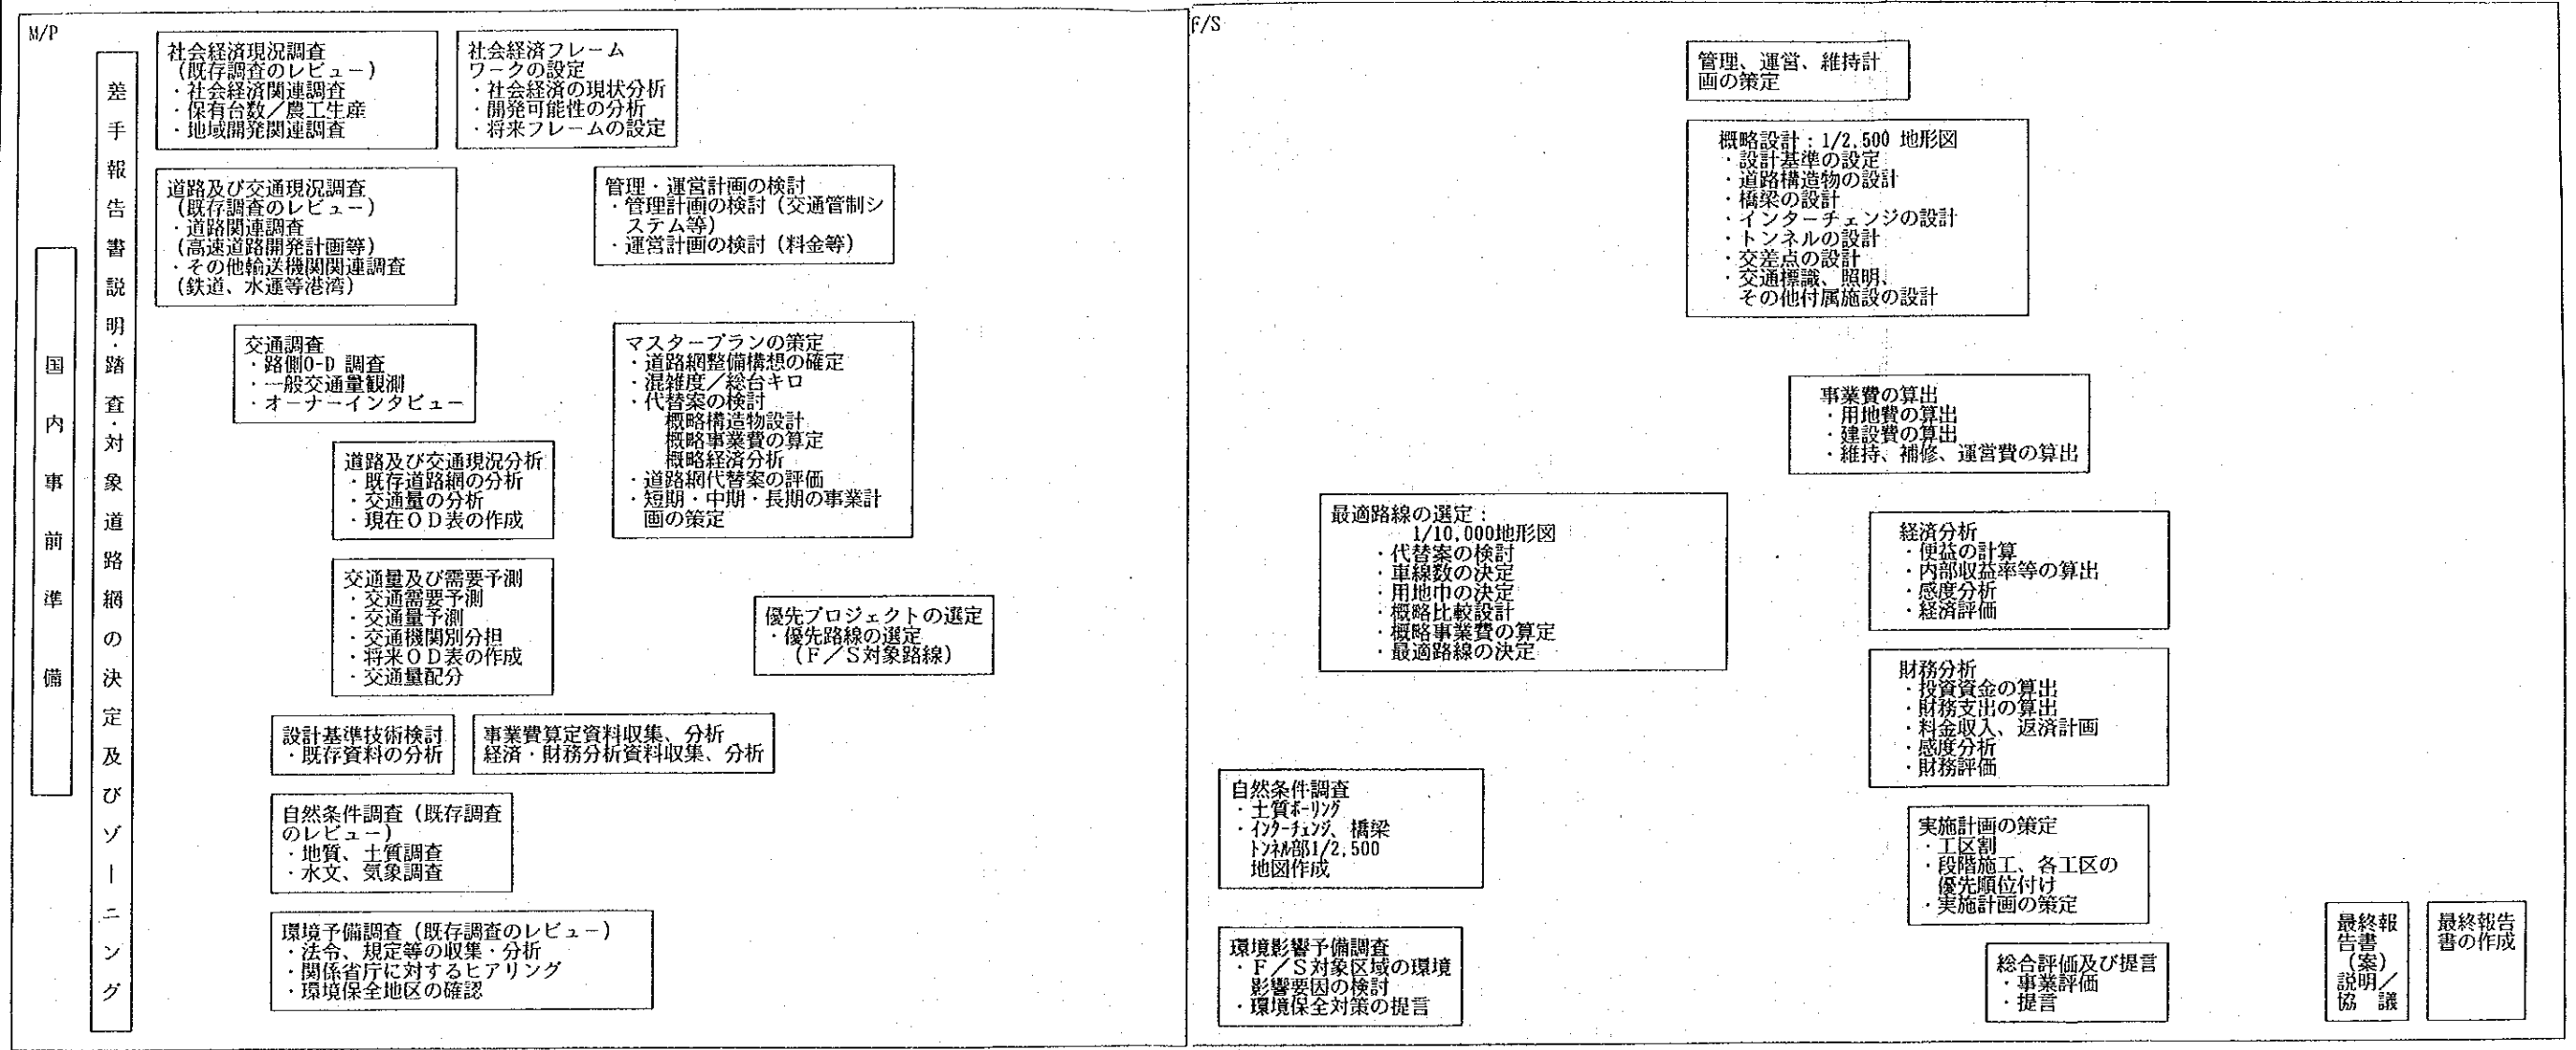 M/P
国内事前準備
差手報告書説明・踏査・対象道路網の決定及びゾーニング
社会経済現況調査
(既存調査のレビュー)
・社会経済関連調査
・保有台数／農工生産
・地域開発関連調査
社会経済フレーム
ワークの設定
・社会経済の現状分析
・開発可能性の分析
・将来フレームの設定
道路及び交通現況調査
(既存調査のレビュー)
・道路関連調査
(高速道路開発計画等)
・その他輸送機関関連調査
(鉄道、水運等港湾)
管理・運営計画の検討
・管理計画の検討（交通管制シ
ステム等)
・運営計画の検討（料金等）
交通調査
・路側O-D 調査
・一般交通量観測
・オーナーインタビュー
マスタープランの策定
・道路網整備構想の確定
・混雑度／総台キロ
・代替案の検討
概略構造物設計
概略事業費の算定
概略経済分析
・道路網代替案の評価
・短期・中期・長期の事業計
画の策定
道路及び交通現況分析
・既存道路網の分析
・交通量の分析
・現在ＯＤ表の作成
交通量及び需要予測
・交通需要予測
・交通量予測
・交通機関別分担
・将来ＯＤ表の作成
・交通量配分
優先プロジェクトの選定
・優先路線の選定
（Ｆ／Ｓ対象路線）
設計基準技術検討
・既存資料の分析
事業費算定資料収集、分析
経済・財務分析資料収集、分析
自然条件調査（既存調査
のレビュー）
・地質、土質調査
・水文、気象調査
環境予備調査（既存調査のレビュー）
・法令、規定等の収集・分析
・関係省庁に対するヒアリング
・環境保全地区の確認
F/S
管理、運営、維持計
画の策定
概略設計：1/2,500 地形図
・設計基準の設定
・道路構造物の設計
・橋梁の設計
・インターチェンジの設計
・トンネルの設計
・交差点の設計
・交通標識、照明、
その他付属施設の設計
事業費の算出
・用地費の算出
・建設費の算出
・維持、補修、運営費の算出
最適路線の選定：
1/10,000地形図
・代替案の検討
・車線数の決定
・用地巾の決定
・概略比較設計
・概略事業費の算定
・最適路線の決定
経済分析
・便益の計算
・内部収益率等の算出
・感度分析
・経済評価
財務分析
・投資資金の算出
・財務支出の算出
・料金収入、返済計画
・感度分析
・財務評価
自然条件調査
・土質ﾎﾞｰﾘﾝｸﾞ
・ｲﾝﾀｰﾁｪﾝｼﾞ、橋梁
ﾄﾝﾈﾙ部1/2,500
地図作成
実施計画の策定
・工区割
・段階施工、各工区の
優先順位付け
・実施計画の策定
環境影響予備調査
・Ｆ／Ｓ対象区域の環境
影響要因の検討
・環境保全対策の提言
総合評価及び提言
・事業評価
・提言
最終報
告書
（案）
説明／
協　議
最終報告
書の作成